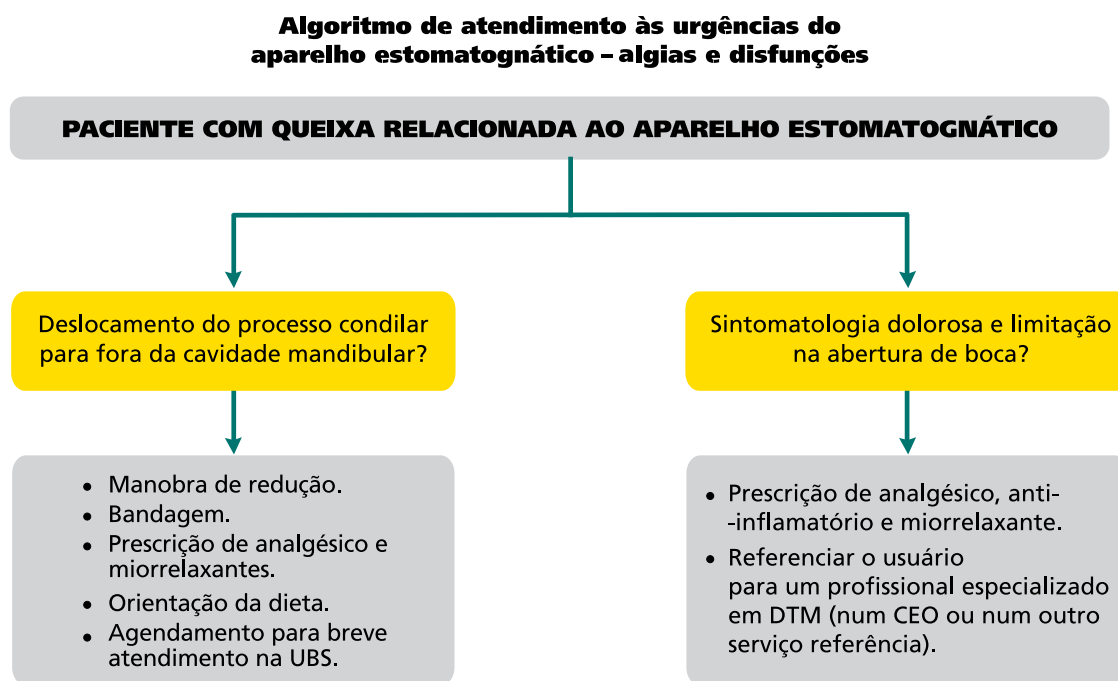 Algoritmo de atendimento às urgências do
aparelho estomatognático – algias e disfunções
PACIENTE COM QUEIXA RELACIONADA AO APARELHO ESTOMATOGNÁTICO
Deslocamento do processo condilar
para fora da cavidade mandibular?
Sintomatologia dolorosa e limitação
na abertura de boca?
• Manobra de redução.
• Bandagem.
• Prescrição de analgésico e
miorrelaxantes.
• Orientação da dieta.
• Agendamento para breve
atendimento na UBS.
• Prescrição de analgésico, anti-
-inflamatório e miorrelaxante.
• Referenciar o usuário
para um profissional especializado
em DTM (num CEO ou num outro
serviço referência).